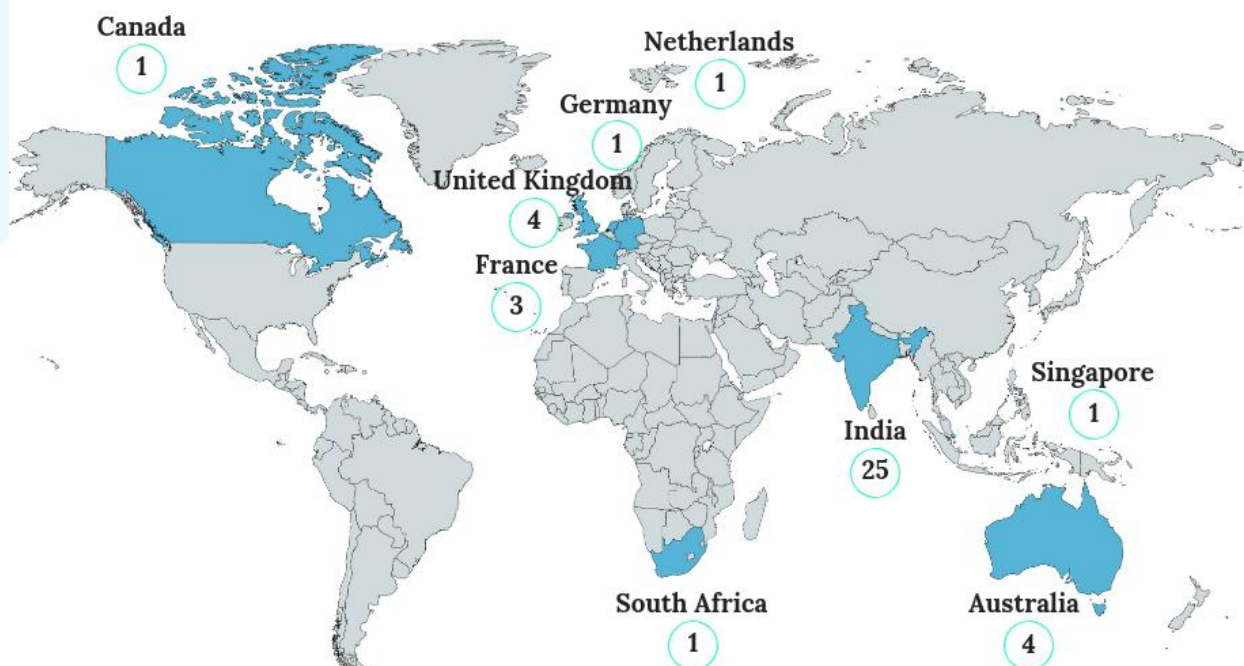 Canada
1
Netherlands
1
Germany
1
United Kingdom
4
France
3
Singapore
1
India
25
South Africa
1
Australia
4